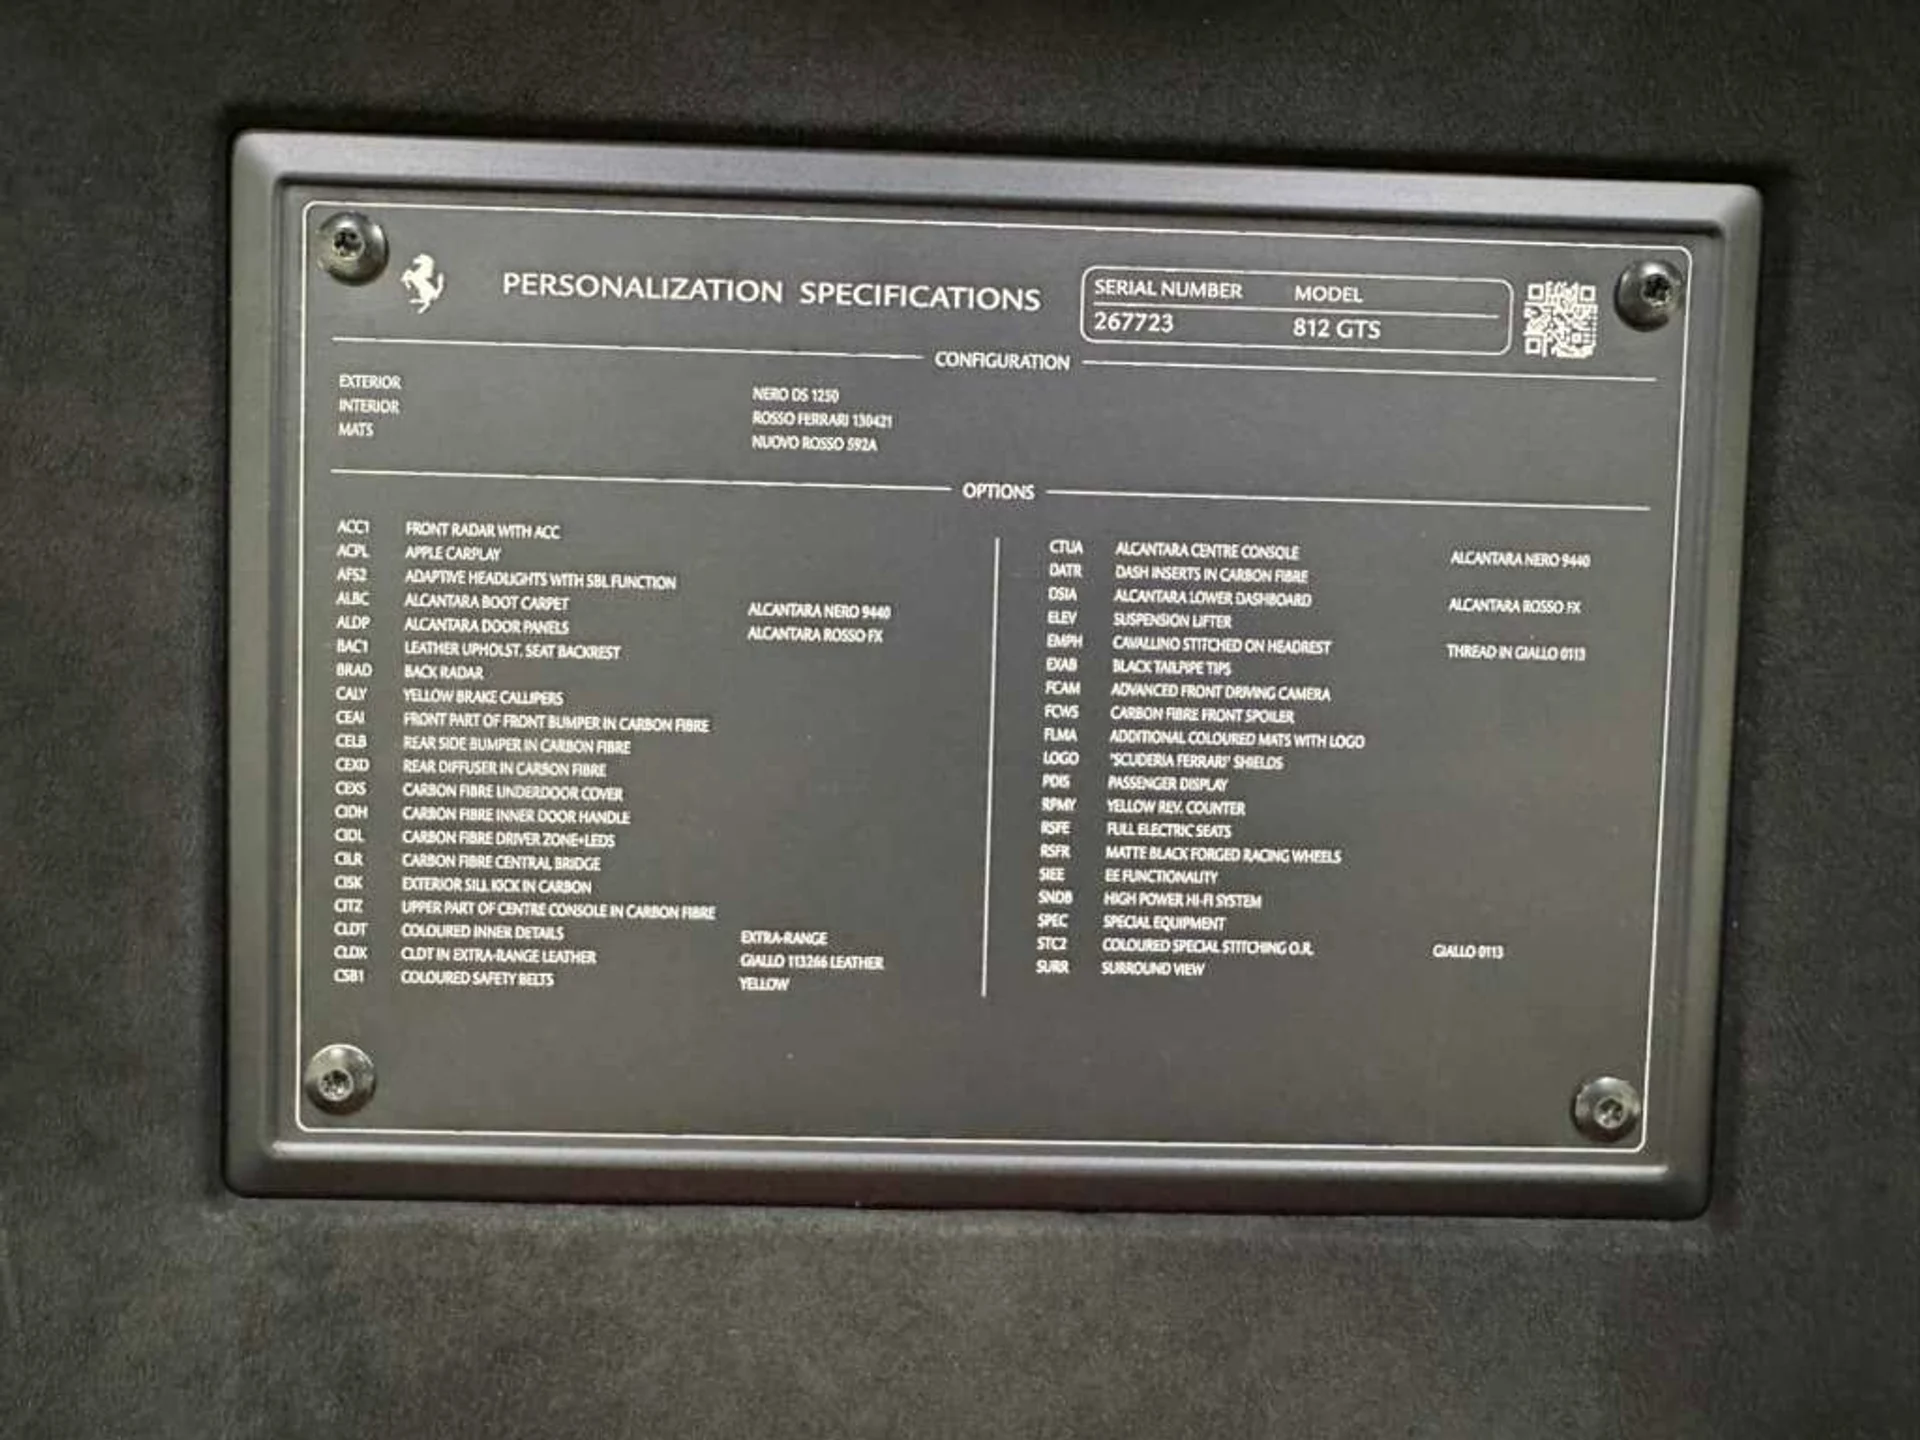 PERSONALIZATION SPECIFICATIONS
SERIAL NUMBER MODEL
267723 812 GTS
CONFIGURATION
EXTERIOR NERO DS 1250
INTERIOR ROSSO FERRARI 130421
MATS NUOVO ROSSO 592A
OPTIONS
ACC1 FRONT RADAR WITH ACC
ACPL APPLE CARPLAY
AFS2 ADAPTIVE HEADLIGHTS WITH SBL FUNCTION
ALBC ALCANTARA BOOT CARPET ALCANTARA NERO 9440
ALDP ALCANTARA DOOR PANELS ALCANTARA ROSSO FX
BAC1 LEATHER UPHOLST. SEAT BACKREST
BRAD BACK RADAR
CALY YELLOW BRAKE CALLIPERS
CEAI FRONT PART OF FRONT BUMPER IN CARBON FIBRE
CELB REAR SIDE BUMPER IN CARBON FIBRE
CEXD REAR DIFFUSER IN CARBON FIBRE
CEXS CARBON FIBRE UNDERDOOR COVER
CIDH CARBON FIBRE INNER DOOR HANDLE
CIDL CARBON FIBRE DRIVER ZONE+LEDS
CILR CARBON FIBRE CENTRAL BRIDGE
CISK EXTERIOR SILL KICK IN CARBON
CITZ UPPER PART OF CENTRE CONSOLE IN CARBON FIBRE
CLDT COLOURED INNER DETAILS EXTRA-RANGE
CLDX CLDT IN EXTRA-RANGE LEATHER GIALLO 113266 LEATHER
CSB1 COLOURED SAFETY BELTS YELLOW
CTUA ALCANTARA CENTRE CONSOLE ALCANTARA NERO 9440
DATR DASH INSERTS IN CARBON FIBRE
DSIA ALCANTARA LOWER DASHBOARD ALCANTARA ROSSO FX
ELEV SUSPENSION LIFTER
EMPH CAVALLINO STITCHED ON HEADREST THREAD IN GIALLO 0113
EXAB BLACK TAILPIPE TIPS
FCAM ADVANCED FRONT DRIVING CAMERA
FCWS CARBON FIBRE FRONT SPOILER
FLMA ADDITIONAL COLOURED MATS WITH LOGO
LOGO "SCUDERIA FERRARI" SHIELDS
PDIS PASSENGER DISPLAY
RPMY YELLOW REV. COUNTER
RSFE FULL ELECTRIC SEATS
RSFR MATTE BLACK FORGED RACING WHEELS
SIEE EE FUNCTIONALITY
SNDB HIGH POWER HI-FI SYSTEM
SPEC SPECIAL EQUIPMENT
STC2 COLOURED SPECIAL STITCHING O.R. GIALLO 0113
SURR SURROUND VIEW